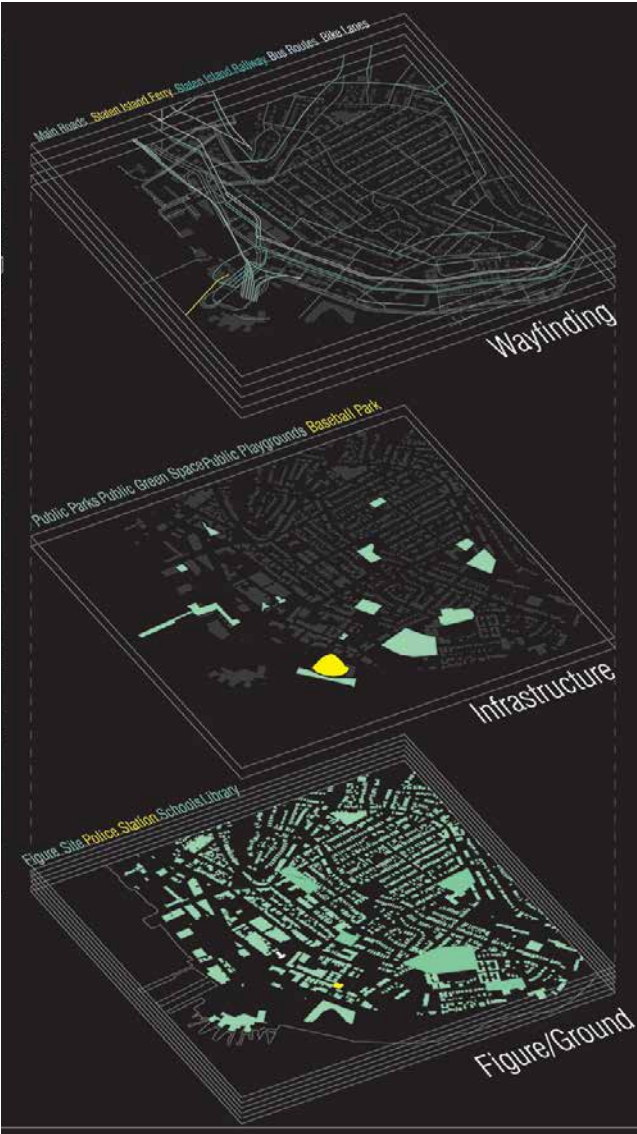 Main Roads Staten Island Ferry Staten Island Railway Bus Routes Bike Lanes
Wayfinding
Public Parks Public Green Space Public Playgrounds Baseball Park
Infrastructure
Figure Site Police Station Schools Library
Figure/Ground